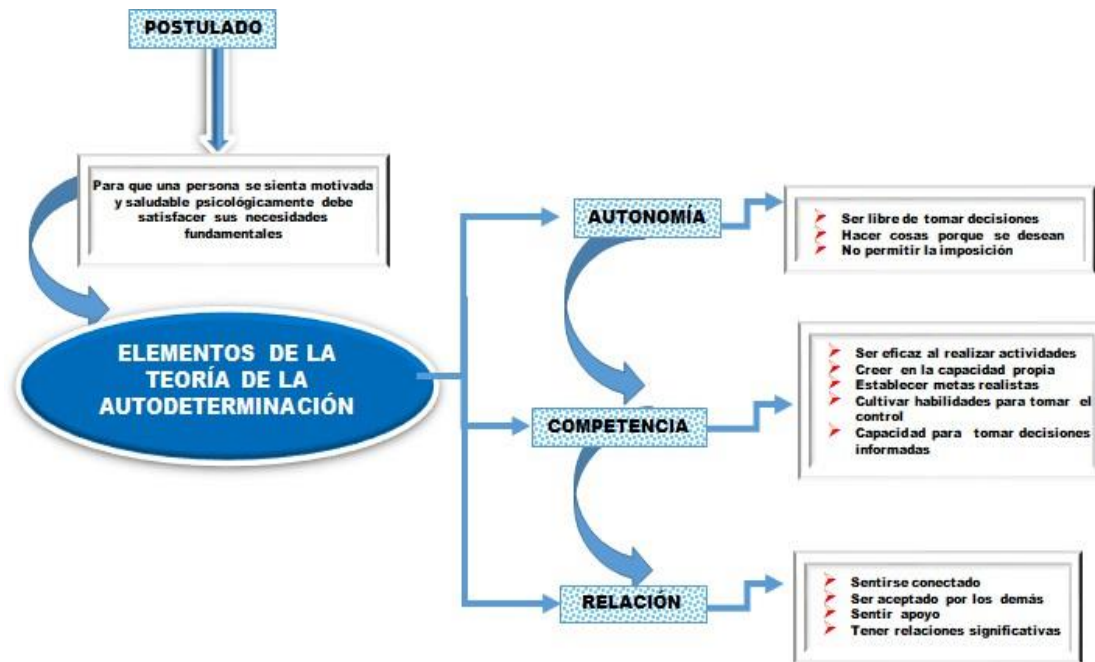 POSTULADO
Para que una persona se sienta motivada
y saludable psicológicamente debe
satisfacer sus necesidades
fundamentales
ELEMENTOS DE LA
TEORÍA DE LA
AUTODETERMINACIÓN
AUTONOMÍA
Ser libre de tomar decisiones
Hacer cosas porque se desean
No permitir la imposición
COMPETENCIA
Ser eficaz al realizar actividades
Creer en la capacidad propia
Establecer metas realistas
Cultivar habilidades para tomar el
control
Capacidad para tomar decisiones
informadas
RELACIÓN
Sentirse conectado
Ser aceptado por los demás
Sentir apoyo
Tener relaciones significativas